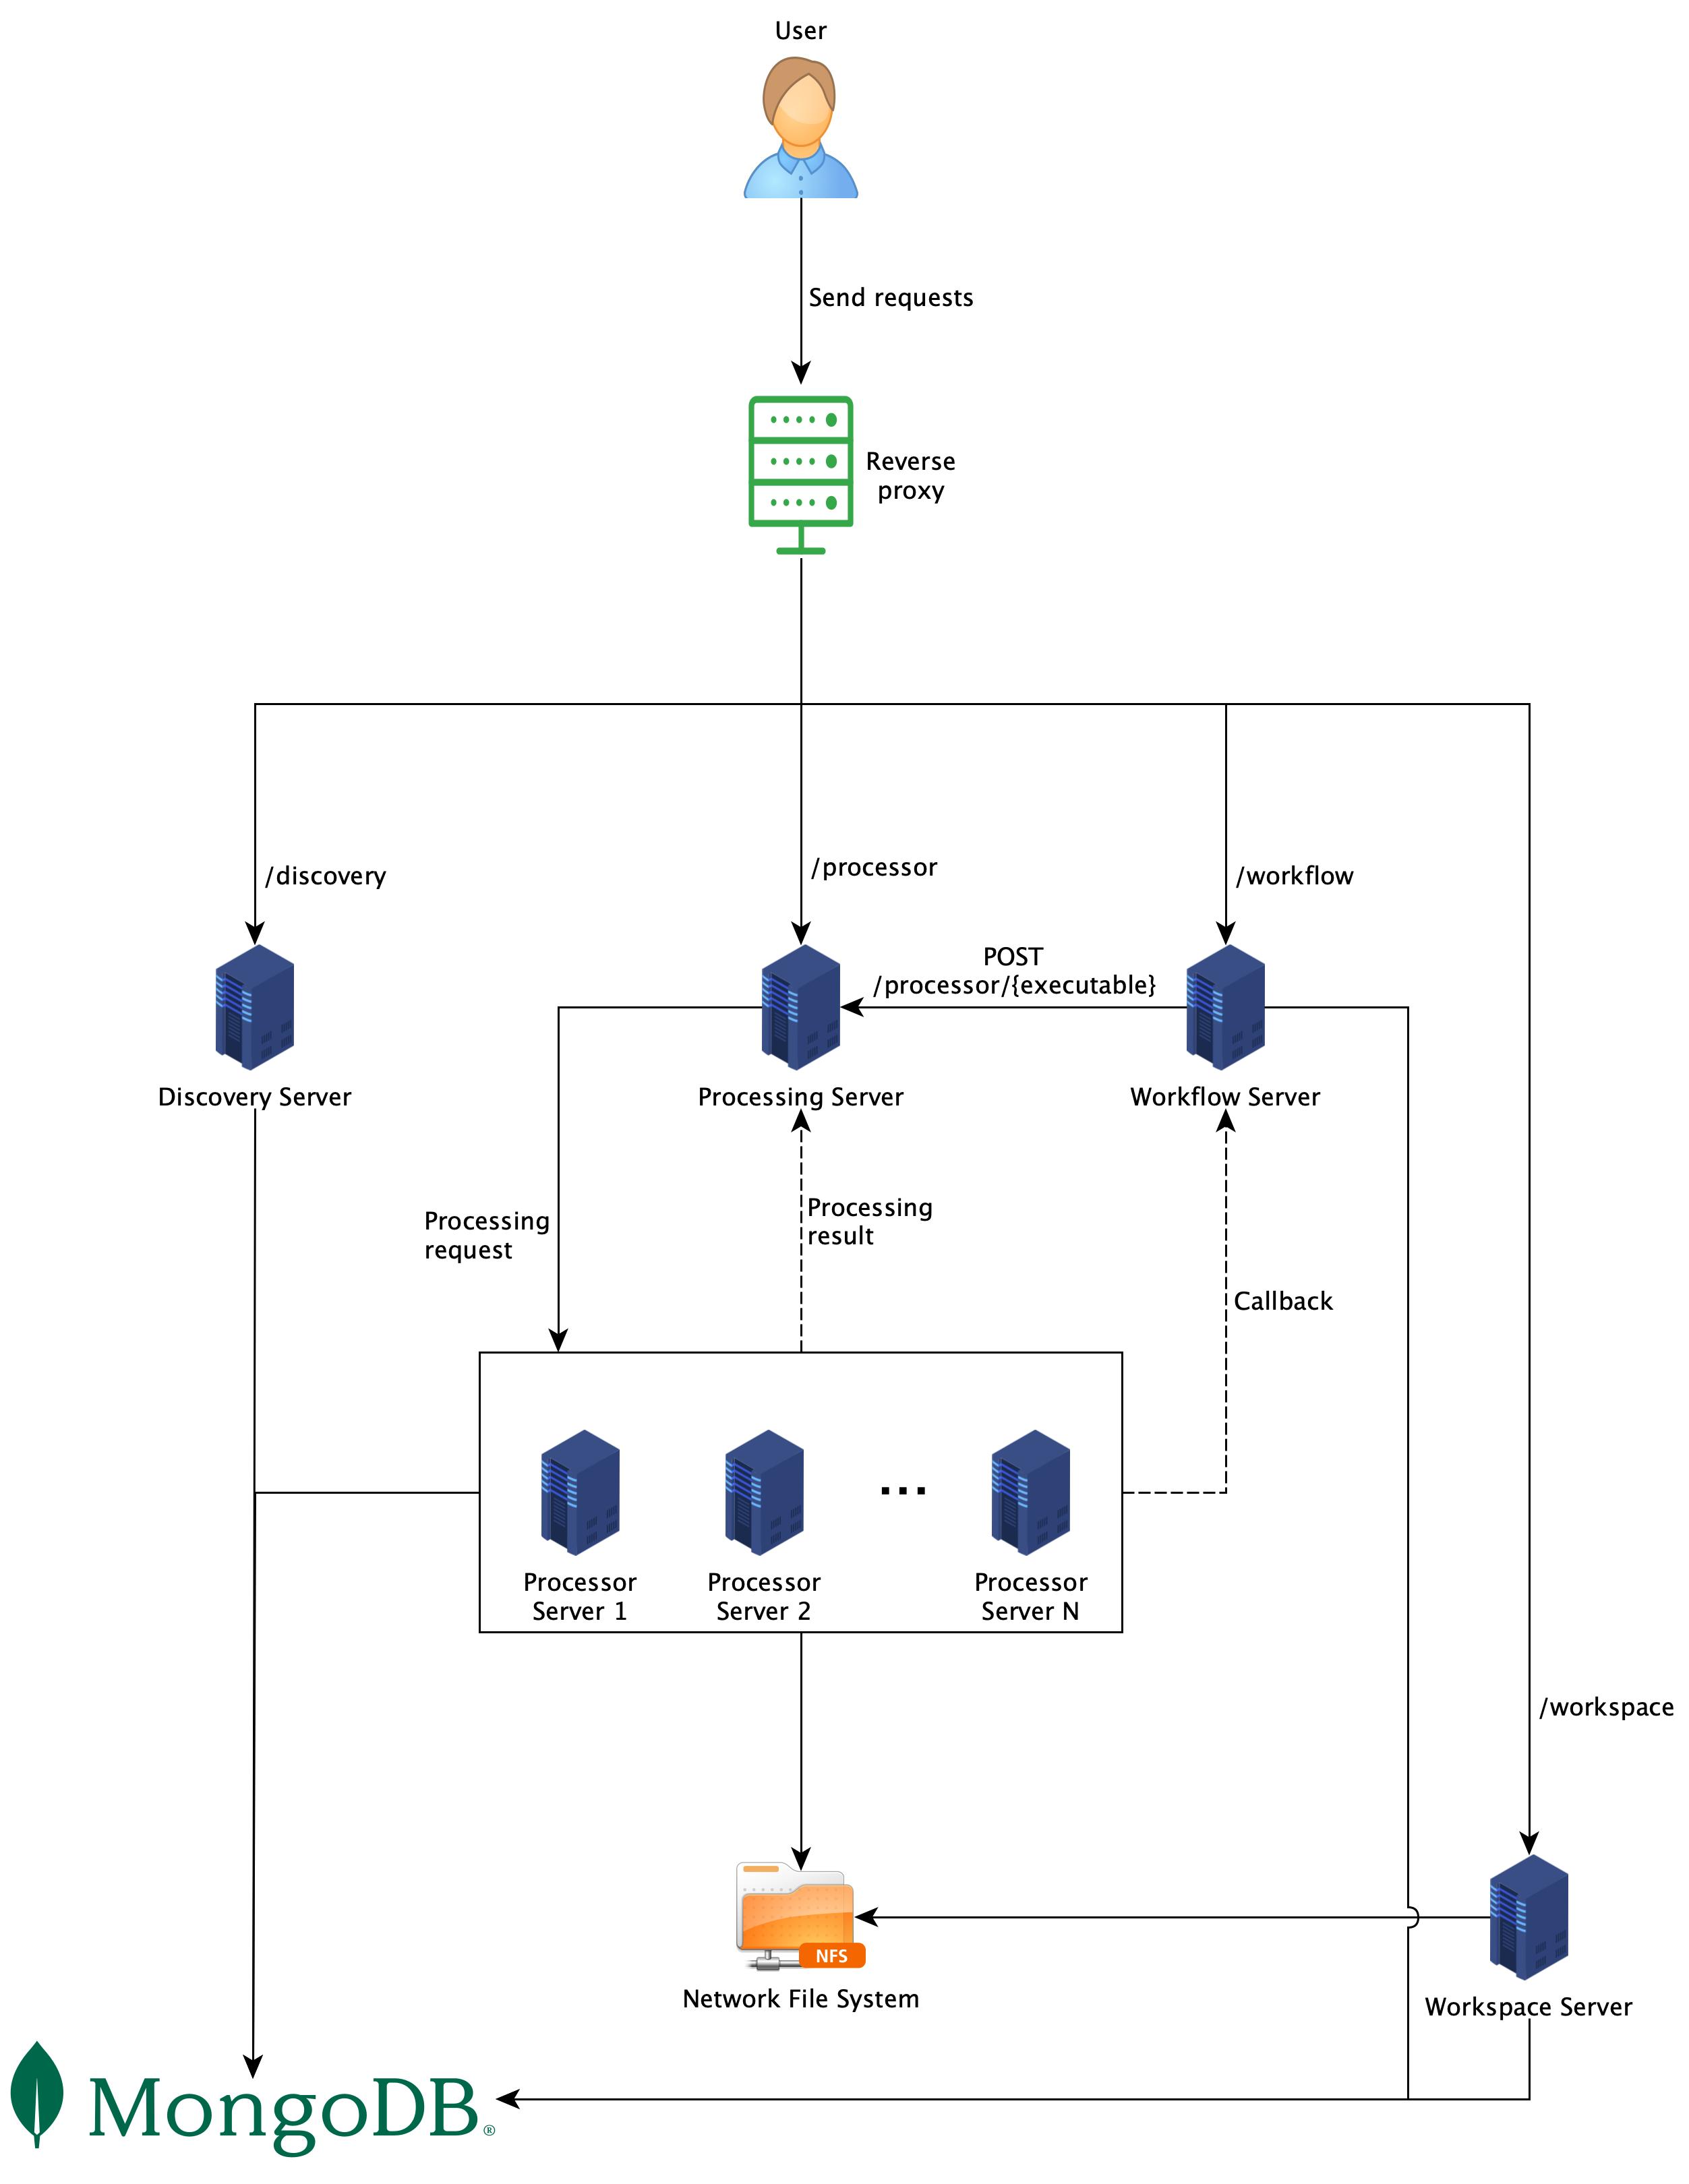 User
Send requests
Reverse
proxy
/discovery
/processor
/workflow
POST
/processor/{executable}
Discovery Server
Processing Server
Workflow Server
Processing
request
Processing
result
Callback
...
Processor
Server 1
Processor
Server 2
Processor
Server N
/workspace
NFS
Network File System
Workspace Server
MongoDB®